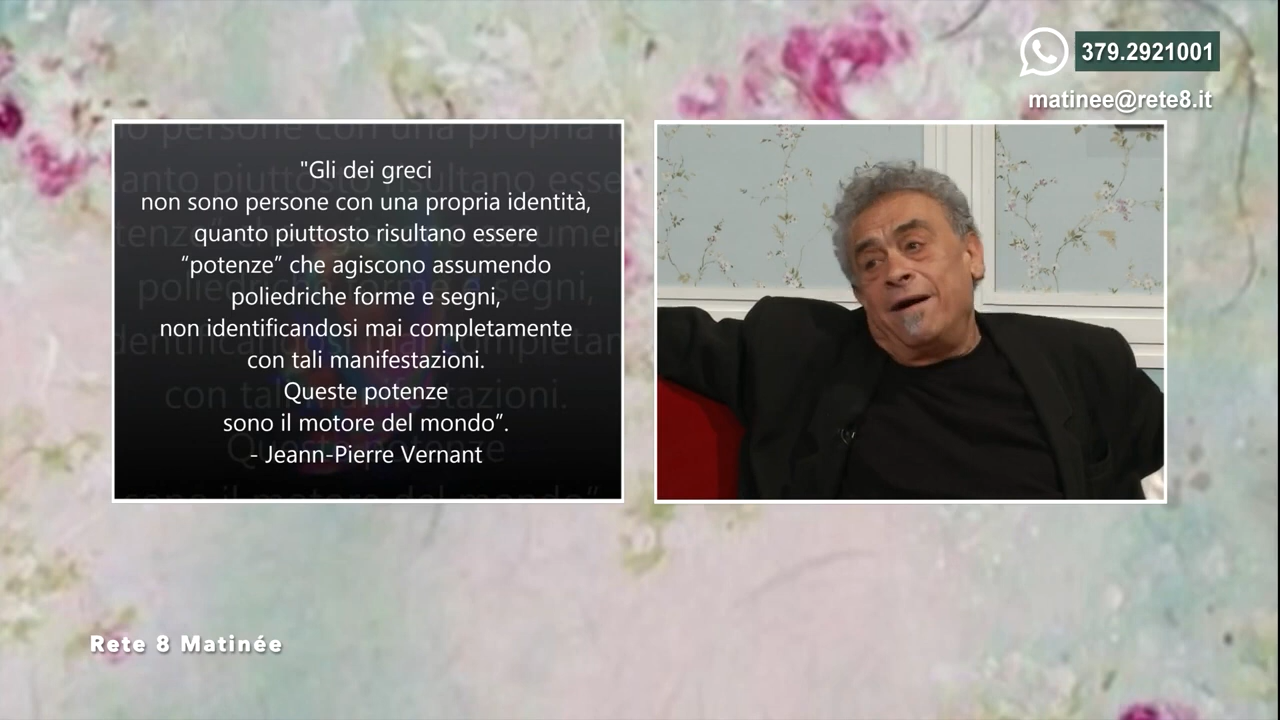 379.2921001
matinee@rete8.it
"Gli dei greci
non sono persone con una propria identità,
quanto piuttosto risultano essere
“potenze” che agiscono assumendo
poliedriche forme e segni,
non identificandosi mai completamente
con tali manifestazioni.
Queste potenze
sono il motore del mondo”.
- Jeann-Pierre Vernant
Rete 8 Matinée